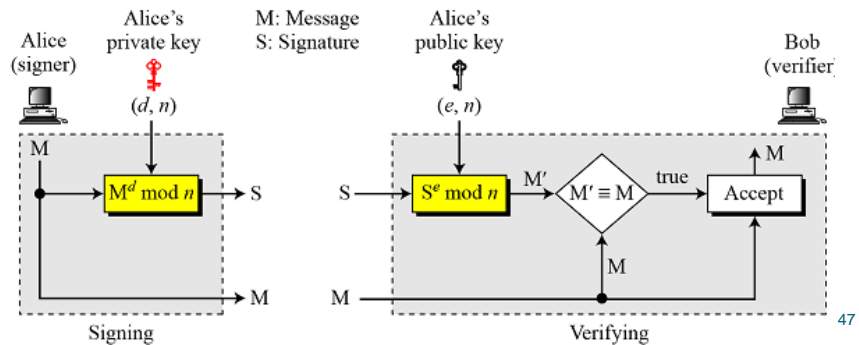 Alice
(signer)
Alice's
private key
(d, n)
M: Message
S: Signature
Alice's
public key
(e, n)
Bob
(verifier)
M
M^d mod n
S
M
Signing
S
S^e mod n
M′
M′ ≡ M
true
Accept
M
M
M
Verifying
47